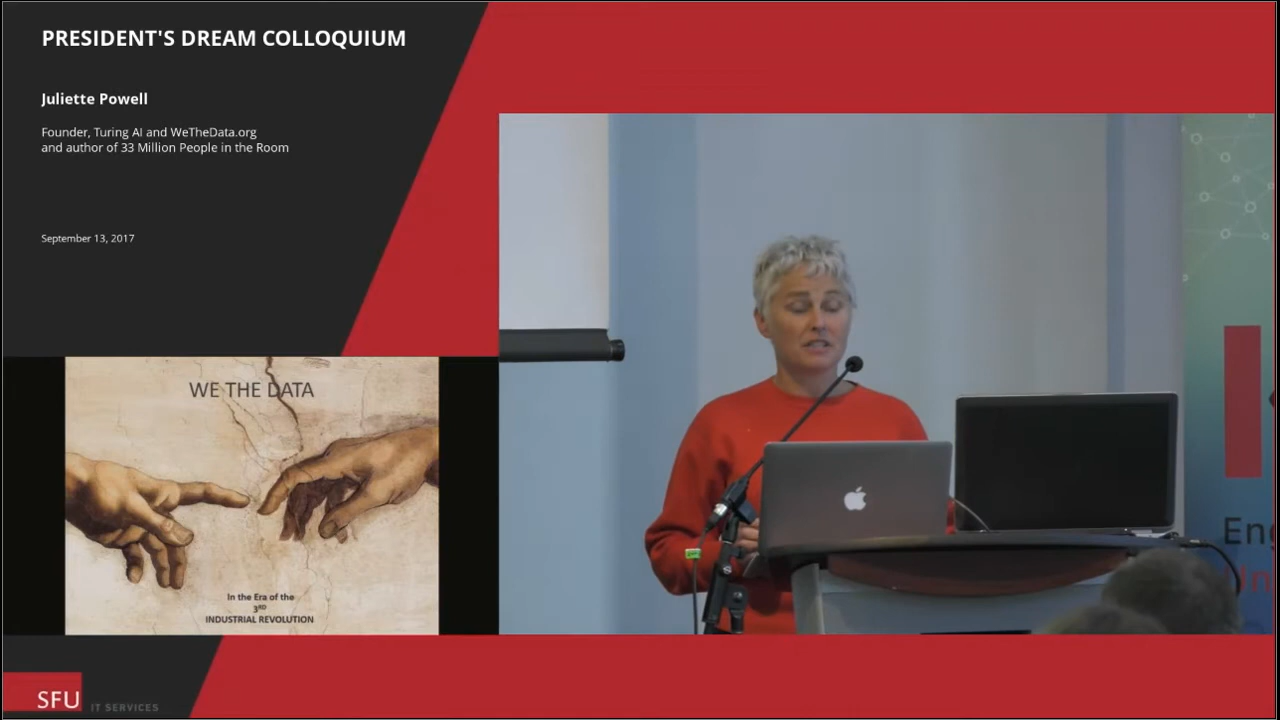 PRESIDENT'S DREAM COLLOQUIUM
Juliette Powell
Founder, Turing AI and WeTheData.org
and author of 33 Million People in the Room
September 13, 2017
WE THE DATA
In the Era of the
3RD
INDUSTRIAL REVOLUTION
SFU IT SERVICES